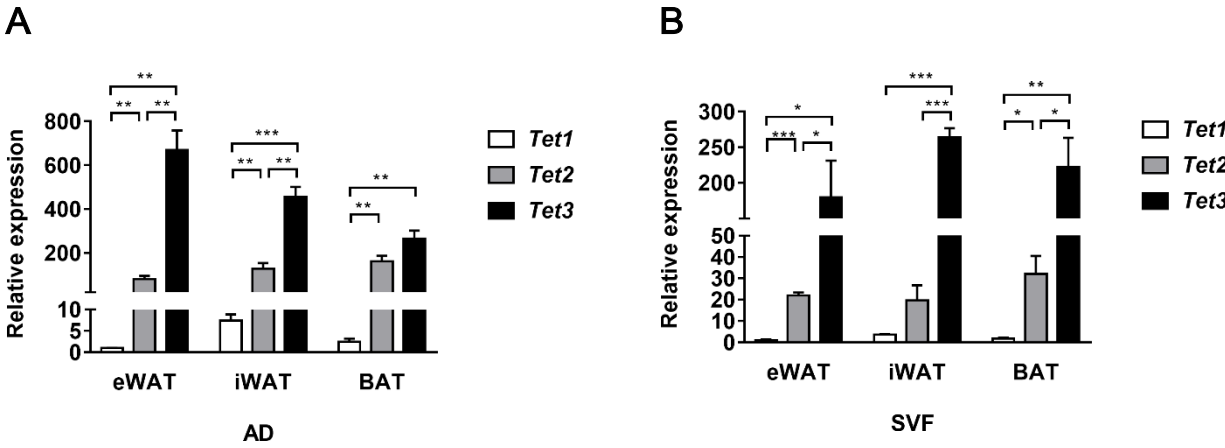 A
B
** 
** **
***
** **
**
**
Relative expression
800
600
400
200
10
5
0
eWAT iWAT BAT
AD
Tet1
Tet2
Tet3
***
***
*
*** *
**
* *
Relative expression
300
250
200
50
40
30
20
10
0
eWAT iWAT BAT
SVF
Tet1
Tet2
Tet3